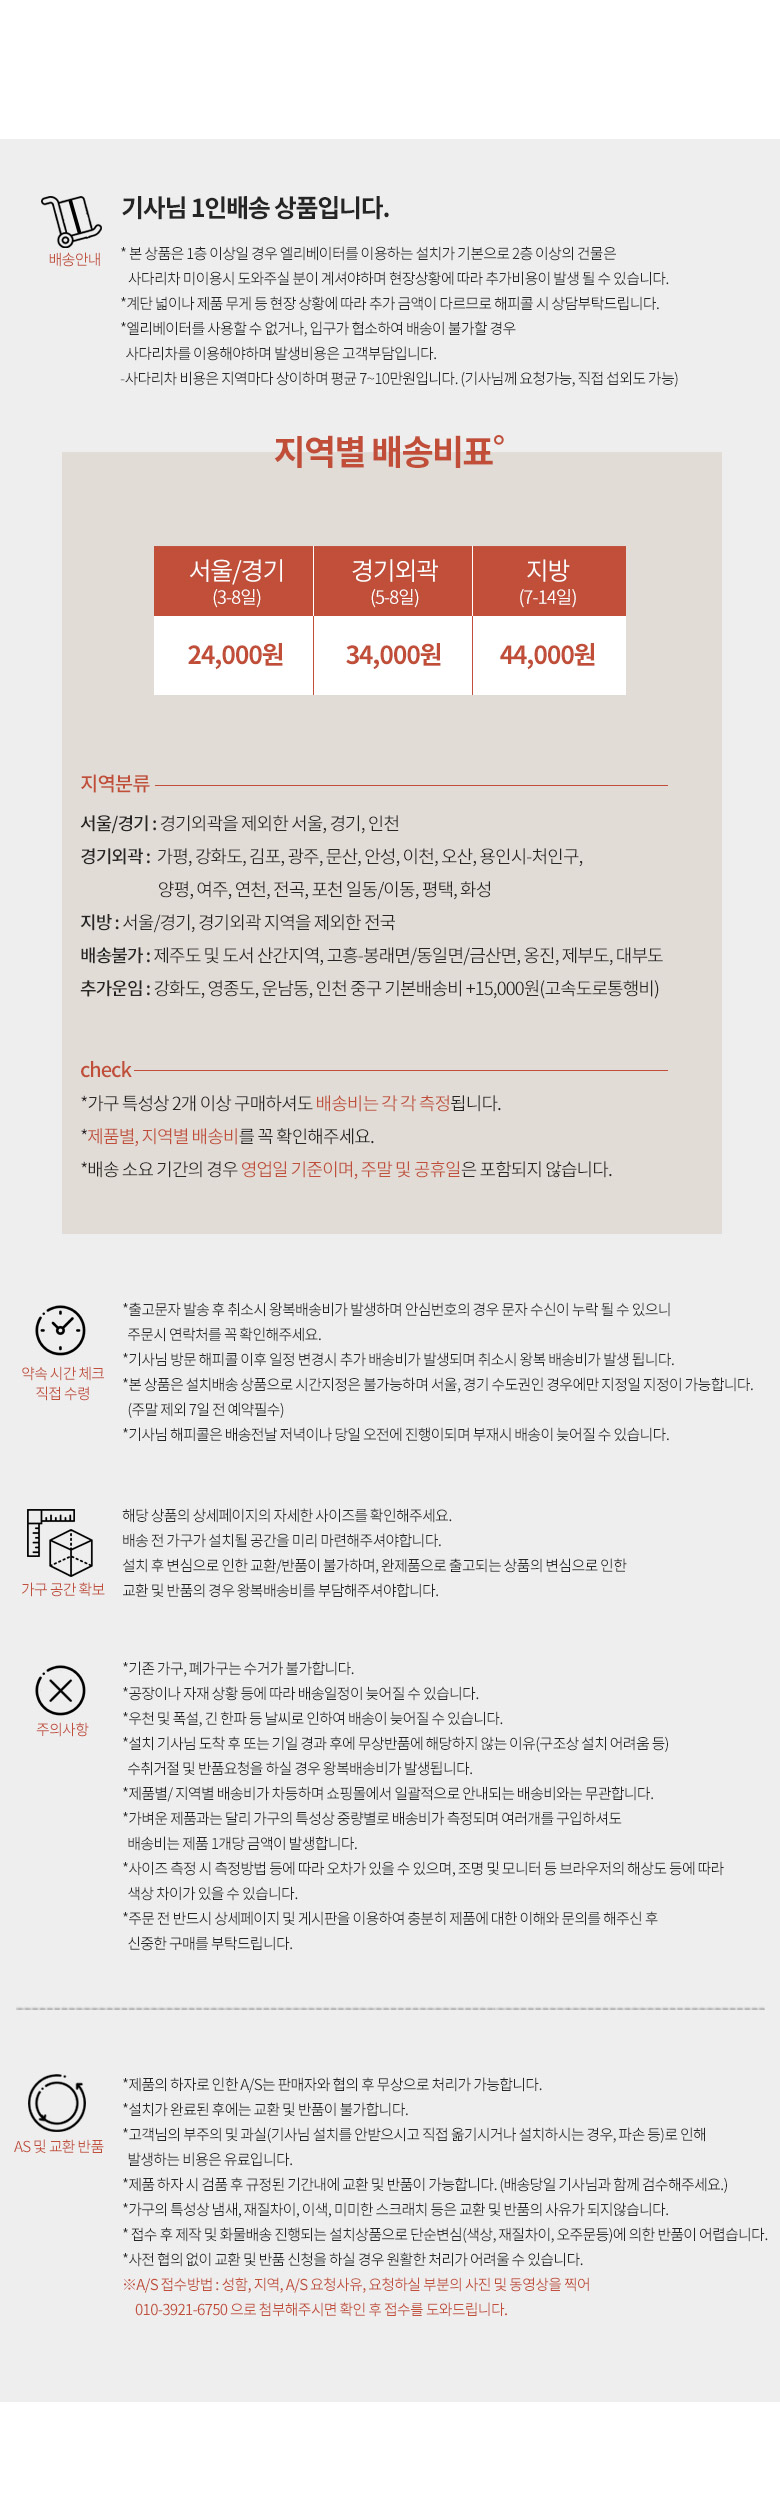 기사님 1인배송 상품입니다.
배송안내
* 본 상품은 1층 이상일 경우 엘리베이터를 이용하는 설치가 기본으로 2층 이상의 건물은
사다리차 미이용시 도와주실 분이 계셔야하며 현장상황에 따라 추가비용이 발생 될 수 있습니다.
*계단 넓이나 제품 무게 등 현장 상황에 따라 추가 금액이 다르므로 해피콜 시 상담부탁드립니다.
*엘리베이터를 사용할 수 없거나, 입구가 협소하여 배송이 불가할 경우
사다리차를 이용해야하며 발생비용은 고객부담입니다.
-사다리차 비용은 지역마다 상이하며 평균 7~10만원입니다. (기사님께 요청가능, 직접 섭외도 가능)
지역별 배송비표°
서울/경기 경기외곽 지방
(3-8일) (5-8일) (7-14일)
24,000원 34,000원 44,000원
지역분류
서울/경기 : 경기외곽을 제외한 서울, 경기, 인천
경기외곽 : 가평, 강화도, 김포, 광주, 문산, 안성, 이천, 오산, 용인시-처인구,
양평, 여주, 연천, 전곡, 포천 일동/이동, 평택, 화성
지방 : 서울/경기, 경기외곽 지역을 제외한 전국
배송불가 : 제주도 및 도서 산간지역, 고흥-봉래면/동일면/금산면, 옹진, 제부도, 대부도
추가운임 : 강화도, 영종도, 운남동, 인천 중구 기본배송비 +15,000원(고속도로통행비)
check
*가구 특성상 2개 이상 구매하셔도 배송비는 각 각 측정됩니다.
*제품별, 지역별 배송비를 꼭 확인해주세요.
*배송 소요 기간의 경우 영업일 기준이며, 주말 및 공휴일은 포함되지 않습니다.
약속 시간 체크
직접 수령
*출고문자 발송 후 취소시 왕복배송비가 발생하며 안심번호의 경우 문자 수신이 누락 될 수 있으니
주문시 연락처를 꼭 확인해주세요.
*기사님 방문 해피콜 이후 일정 변경시 추가 배송비가 발생되며 취소시 왕복 배송비가 발생 됩니다.
*본 상품은 설치배송 상품으로 시간지정은 불가능하며 서울, 경기 수도권인 경우에만 지정일 지정이 가능합니다.
(주말 제외 7일 전 예약필수)
*기사님 해피콜은 배송전날 저녁이나 당일 오전에 진행이되며 부재시 배송이 늦어질 수 있습니다.
가구 공간 확보
해당 상품의 상세페이지의 자세한 사이즈를 확인해주세요.
배송 전 가구가 설치될 공간을 미리 마련해주셔야합니다.
설치 후 변심으로 인한 교환/반품이 불가하며, 완제품으로 출고되는 상품의 변심으로 인한
교환 및 반품의 경우 왕복배송비를 부담해주셔야합니다.
주의사항
*기존 가구, 폐가구는 수거가 불가합니다.
*공장이나 자재 상황 등에 따라 배송일정이 늦어질 수 있습니다.
*우천 및 폭설, 긴 한파 등 날씨로 인하여 배송이 늦어질 수 있습니다.
*설치 기사님 도착 후 또는 기일 경과 후에 무상반품에 해당하지 않는 이유(구조상 설치 어려움 등)
수취거절 및 반품요청을 하실 경우 왕복배송비가 발생됩니다.
*제품별/ 지역별 배송비가 차등하며 쇼핑몰에서 일괄적으로 안내되는 배송비와는 무관합니다.
*가벼운 제품과는 달리 가구의 특성상 중량별로 배송비가 측정되며 여러개를 구입하셔도
배송비는 제품 1개당 금액이 발생합니다.
*사이즈 측정 시 측정방법 등에 따라 오차가 있을 수 있으며, 조명 및 모니터 등 브라우저의 해상도 등에 따라
색상 차이가 있을 수 있습니다.
*주문 전 반드시 상세페이지 및 게시판을 이용하여 충분히 제품에 대한 이해와 문의를 해주신 후
신중한 구매를 부탁드립니다.
AS 및 교환 반품
*제품의 하자로 인한 A/S는 판매자와 협의 후 무상으로 처리가 가능합니다.
*설치가 완료된 후에는 교환 및 반품이 불가합니다.
*고객님의 부주의 및 과실(기사님 설치를 안받으시고 직접 옮기시거나 설치하시는 경우, 파손 등)로 인해
발생하는 비용은 유료입니다.
*제품 하자 시 검품 후 규정된 기간내에 교환 및 반품이 가능합니다. (배송당일 기사님과 함께 검수해주세요.)
*가구의 특성상 냄새, 재질차이, 이색, 미미한 스크래치 등은 교환 및 반품의 사유가 되지않습니다.
* 접수 후 제작 및 화물배송 진행되는 설치상품으로 단순변심(색상, 재질차이, 오주문등)에 의한 반품이 어렵습니다.
*사전 협의 없이 교환 및 반품 신청을 하실 경우 원활한 처리가 어려울 수 있습니다.
※A/S 접수방법 : 성함, 지역, A/S 요청사유, 요청하실 부분의 사진 및 동영상을 찍어
010-3921-6750 으로 첨부해주시면 확인 후 접수를 도와드립니다.